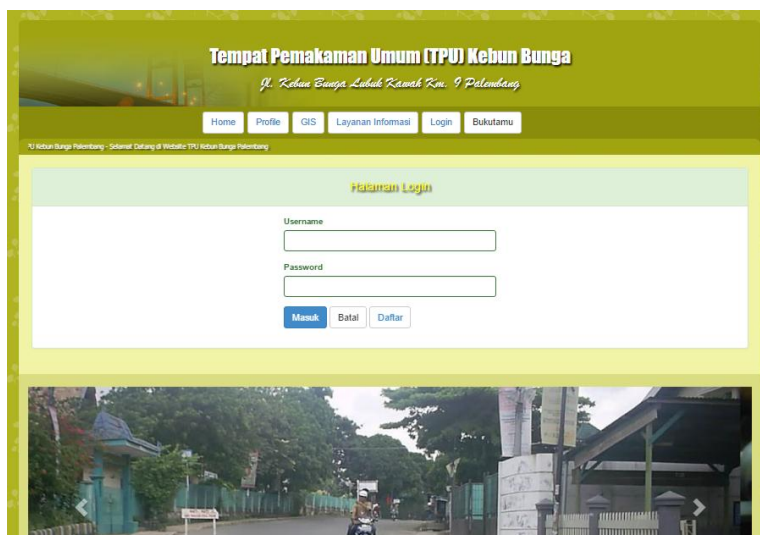 Tempat Pemakaman Umum (TPU) Kebun Bunga
Jl. Kebun Bunga Lubuk Kawah Km. 9 Palembang
Home Profile GIS Layanan Informasi Login Bukutamu
PU Kebun Bunga Palembang - Selamat Datang di Website TPU Kebun Bunga Palembang
Halaman Login
Username
Password
Masuk Batal Daftar